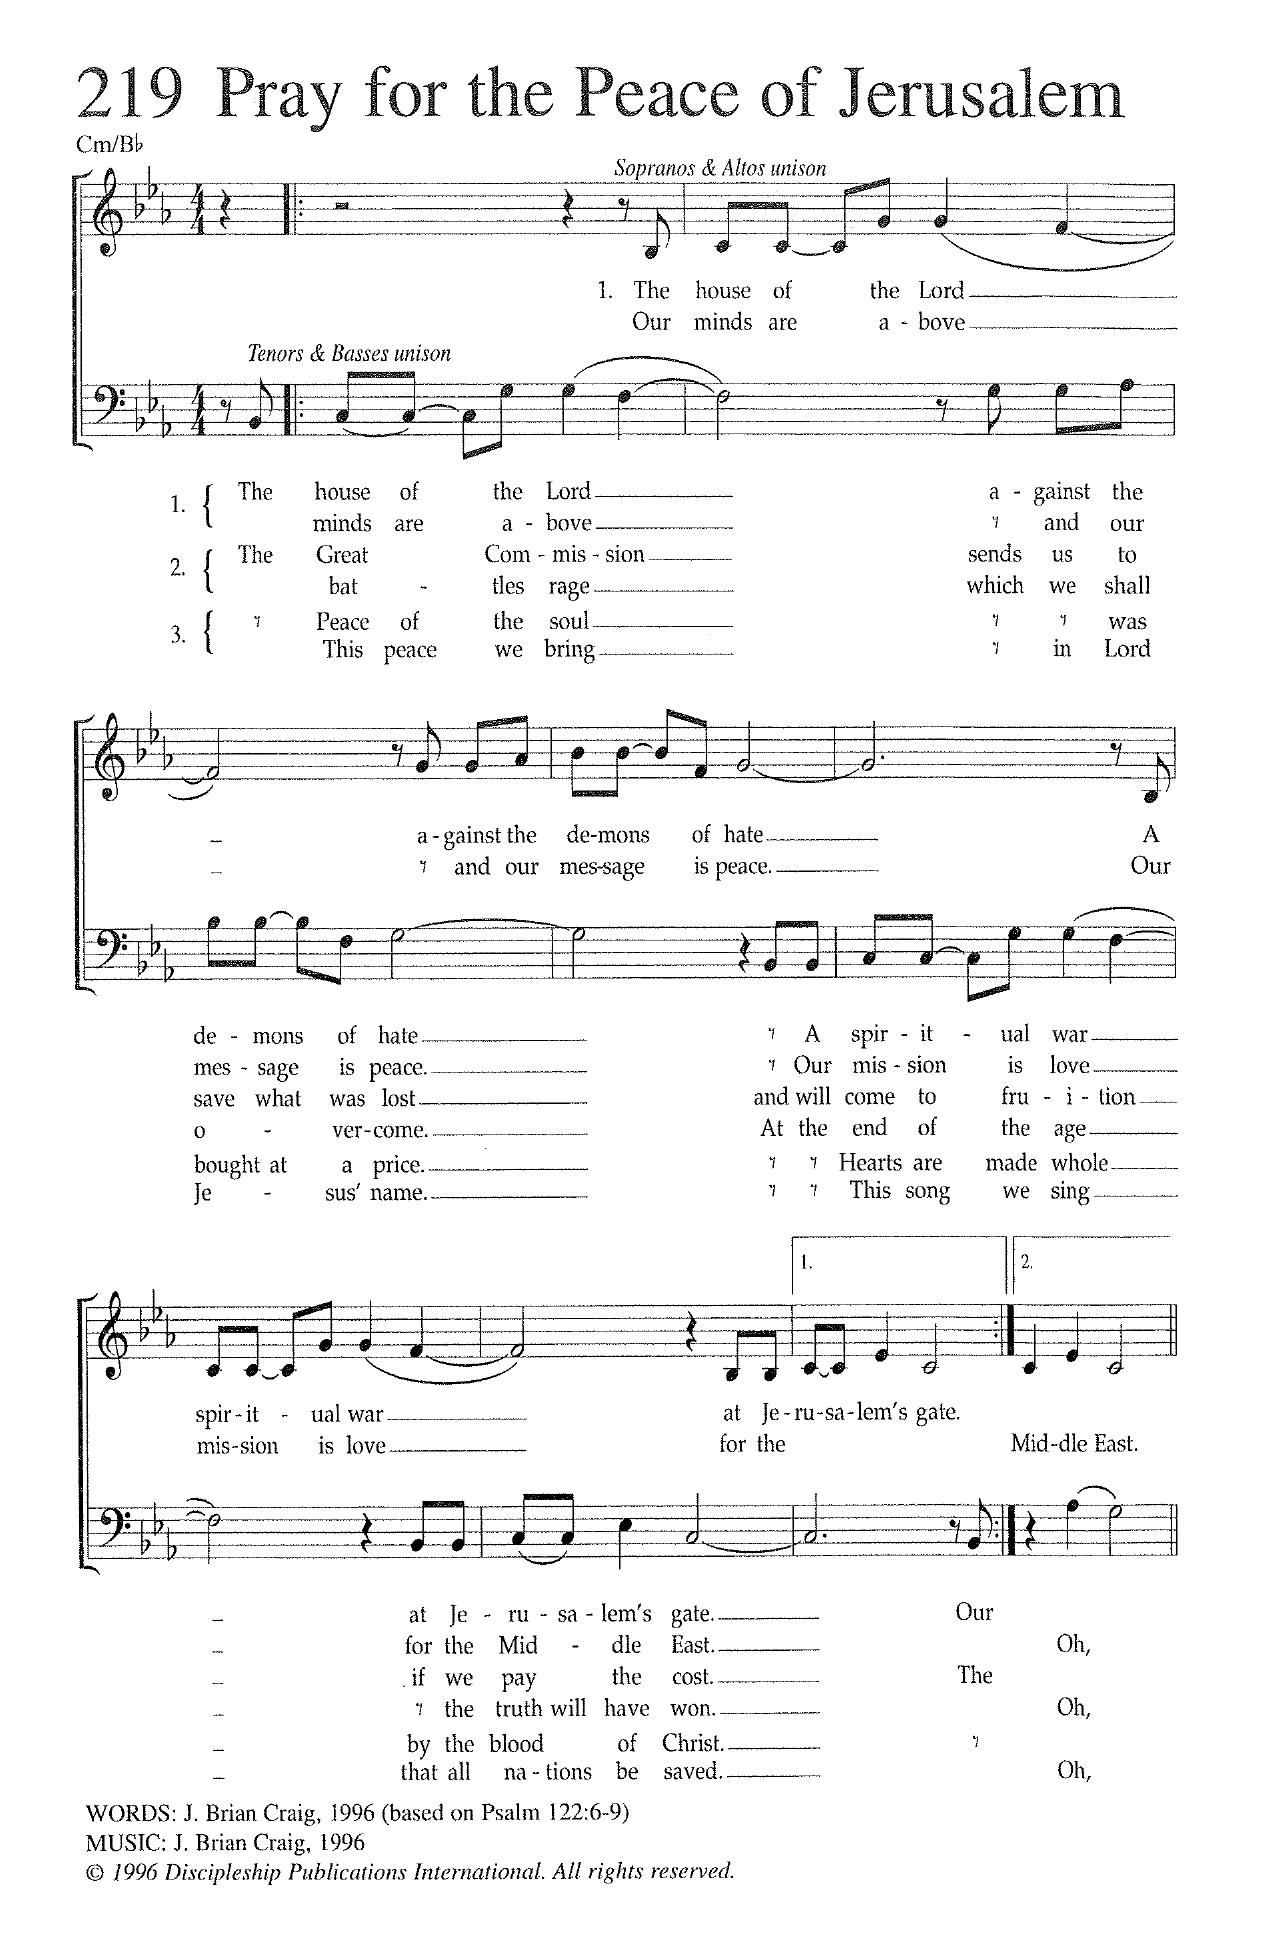 219 Pray for the Peace of Jerusalem
Cm/B♭
Sopranos & Altos unison
1. The house of the Lord
Our minds are a - bove
Tenors & Basses unison
1. { The house of the Lord a - gainst the
minds are a - bove and our
2. { The Great Com - mis - sion sends us to
bat - tles rage which we shall
3. { Peace of the soul was
This peace we bring in Lord
a - gainst the de-mons of hate A
and our mes-sage is peace. Our
de - mons of hate A spir - it - ual war
mes - sage is peace. Our mis - sion is love
save what was lost and will come to fru - i - tion
o - ver-come. At the end of the age
bought at a price. Hearts are made whole
Je - sus' name. This song we sing
1. 2.
spir - it - ual war at Je - ru - sa - lem's gate.
mis-sion is love for the Mid-dle East.
at Je - ru - sa - lem's gate. Our
for the Mid - dle East. Oh,
if we pay the cost. The
the truth will have won. Oh,
by the blood of Christ.
that all na - tions be saved. Oh,
WORDS: J. Brian Craig, 1996 (based on Psalm 122:6-9)
MUSIC: J. Brian Craig, 1996
© 1996 Discipleship Publications International. All rights reserved.